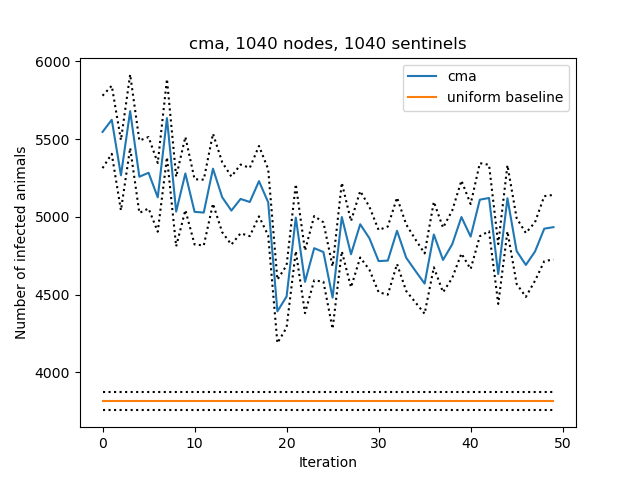 cma, 1040 nodes, 1040 sentinels
cma
uniform baseline
Number of infected animals
6000
5500
5000
4500
4000
0 10 20 30 40 50
Iteration